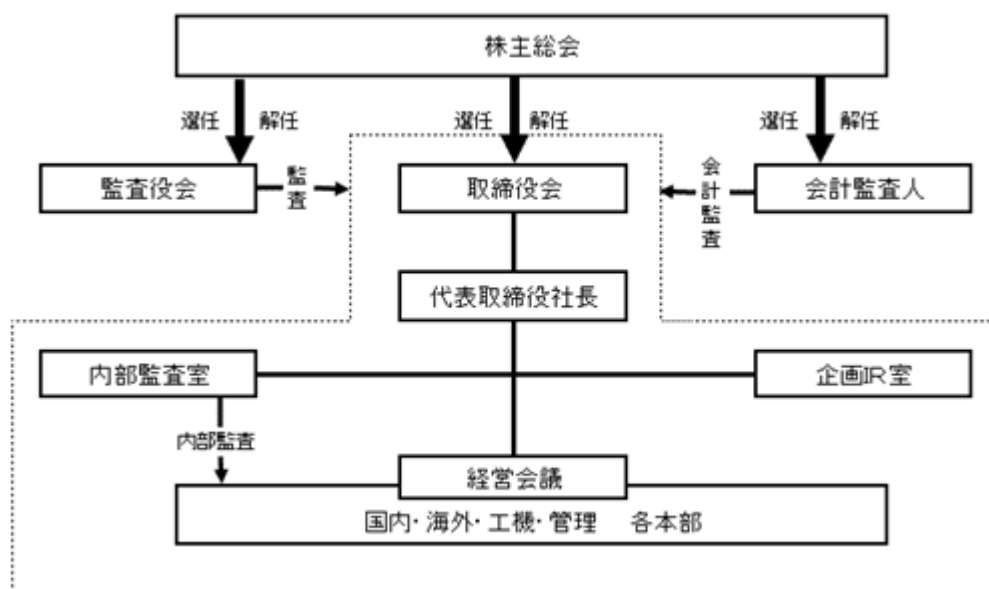 株主総会
選任 解任
選任 解任
選任 解任
監査役会
監査
取締役会
会計監査
会計監査人
代表取締役社長
内部監査室
企画IR室
内部監査
経営会議
国内・海外・工機・管理 各本部